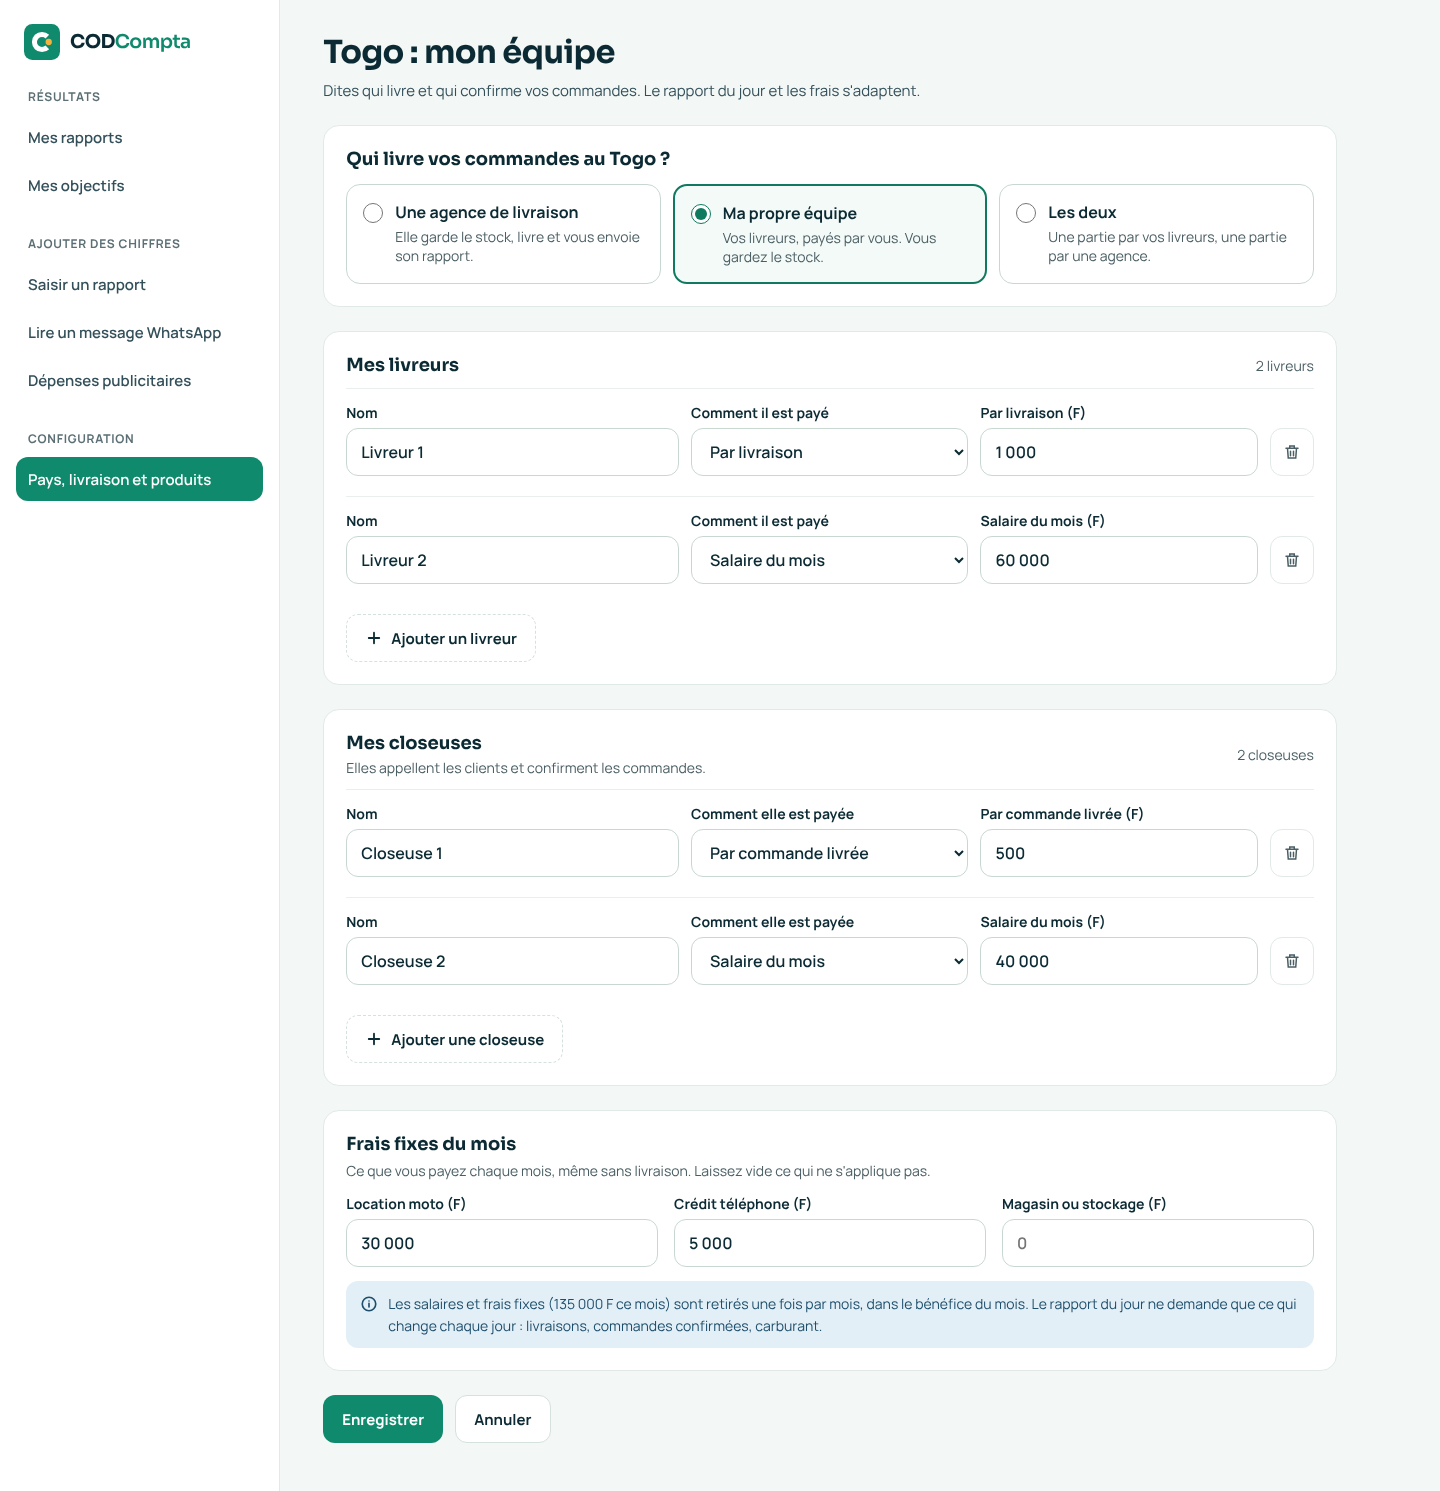 CODCompta
RÉSULTATS
Mes rapports
Mes objectifs
AJOUTER DES CHIFFRES
Saisir un rapport
Lire un message WhatsApp
Dépenses publicitaires
CONFIGURATION
Pays, livraison et produits
Togo : mon équipe
Dites qui livre et qui confirme vos commandes. Le rapport du jour et les frais s'adaptent.
Qui livre vos commandes au Togo ?
Une agence de livraison
Elle garde le stock, livre et vous envoie
son rapport.
Ma propre équipe
Vos livreurs, payés par vous. Vous
gardez le stock.
Les deux
Une partie par vos livreurs, une partie
par une agence.
Mes livreurs
2 livreurs
Nom
Comment il est payé
Par livraison (F)
Livreur 1
Par livraison
1 000
Nom
Comment il est payé
Salaire du mois (F)
Livreur 2
Salaire du mois
60 000
Ajouter un livreur
Mes closeuses
Elles appellent les clients et confirment les commandes.
2 closeuses
Nom
Comment elle est payée
Par commande livrée (F)
Closeuse 1
Par commande livrée
500
Nom
Comment elle est payée
Salaire du mois (F)
Closeuse 2
Salaire du mois
40 000
Ajouter une closeuse
Frais fixes du mois
Ce que vous payez chaque mois, même sans livraison. Laissez vide ce qui ne s'applique pas.
Location moto (F)
Crédit téléphone (F)
Magasin ou stockage (F)
30 000
5 000
0
Les salaires et frais fixes (135 000 F ce mois) sont retirés une fois par mois, dans le bénéfice du mois. Le rapport du jour ne demande que ce qui
change chaque jour : livraisons, commandes confirmées, carburant.
Enregistrer
Annuler